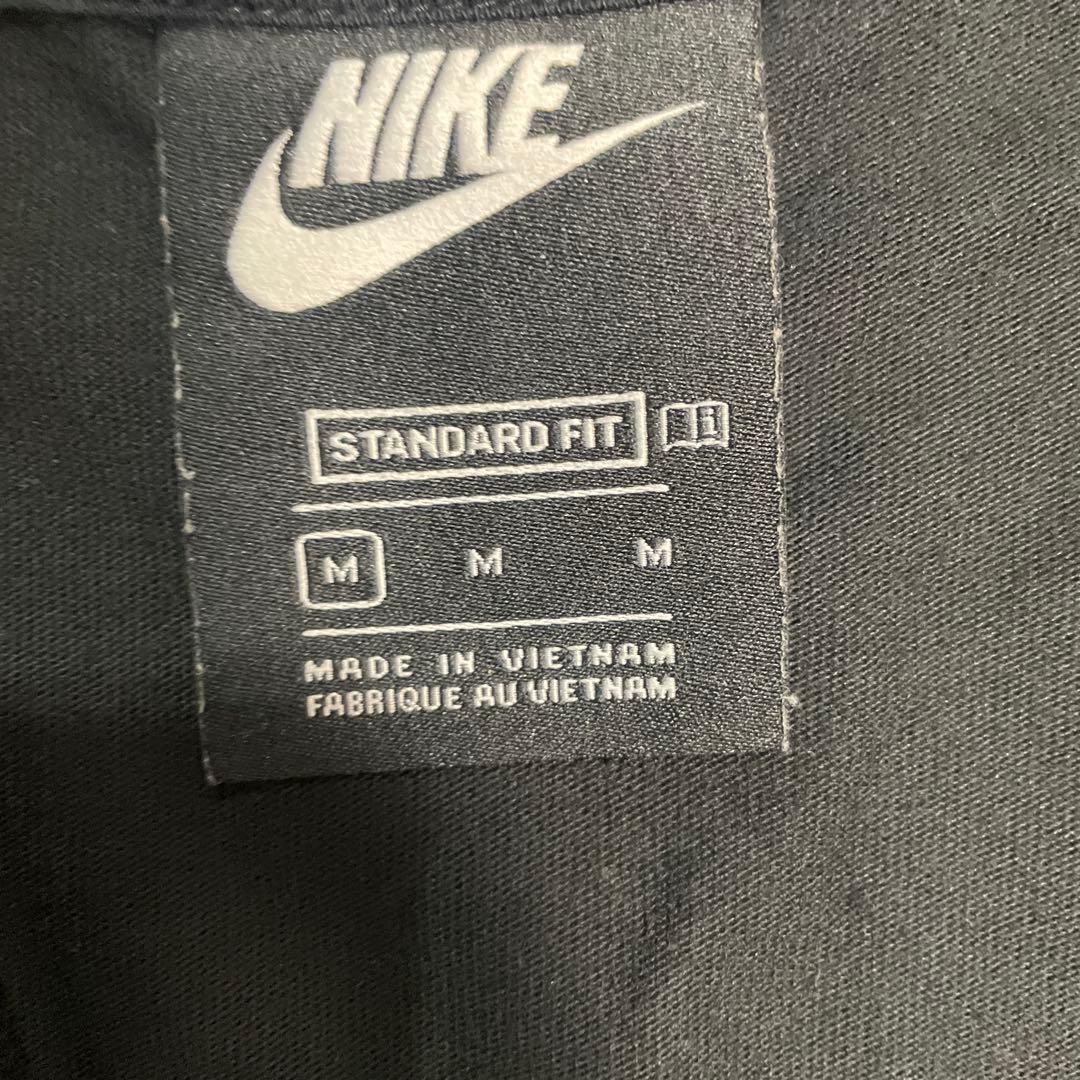 NIKE
STANDARD FIT
M M M
MADE IN VIETNAM
FABRIQUE AU VIETNAM